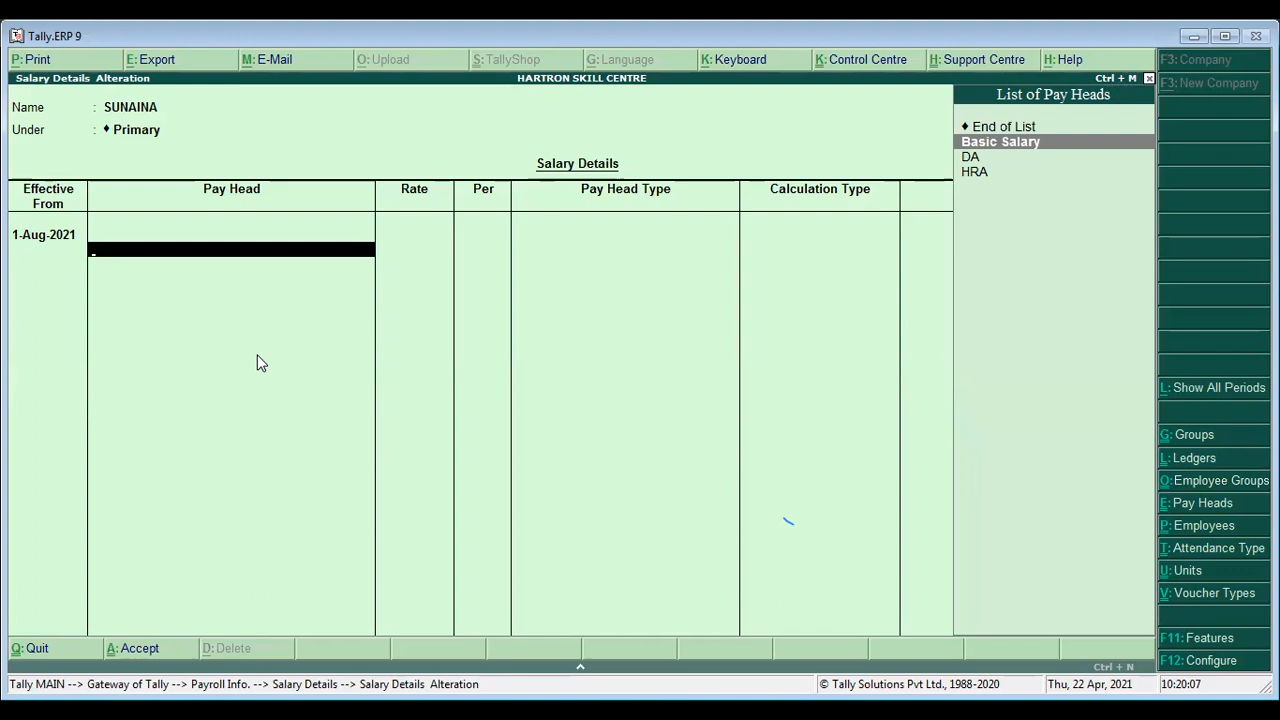 Tally.ERP 9
P: Print E: Export M: E-Mail O: Upload S: TallyShop G: Language K: Keyboard K: Control Centre H: Support Centre H: Help
F3: Company
Salary Details Alteration HARTRON SKILL CENTRE Ctrl + M
F3: New Company
Name : SUNAINA
Under : ♦ Primary
List of Pay Heads
♦ End of List
Basic Salary
DA
HRA
Salary Details
Effective From Pay Head Rate Per Pay Head Type Calculation Type
1-Aug-2021
L: Show All Periods
G: Groups
L: Ledgers
O: Employee Groups
E: Pay Heads
P: Employees
T: Attendance Type
U: Units
V: Voucher Types
F11: Features
F12: Configure
Q: Quit A: Accept D: Delete
Ctrl + N
Tally MAIN --> Gateway of Tally --> Payroll Info. --> Salary Details --> Salary Details Alteration © Tally Solutions Pvt Ltd., 1988-2020 Thu, 22 Apr, 2021 10:20:07